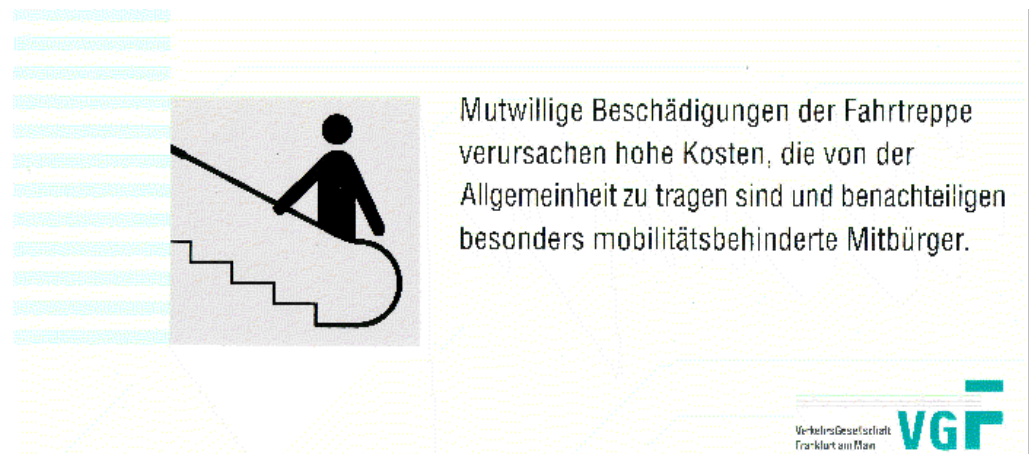 Mutwillige Beschädigungen der Fahrtreppe
verursachen hohe Kosten, die von der
Allgemeinheit zu tragen sind und benachteiligen
besonders mobilitätsbehinderte Mitbürger.
VerkehrsGesellschaft
Frankfurt am Main
VGF